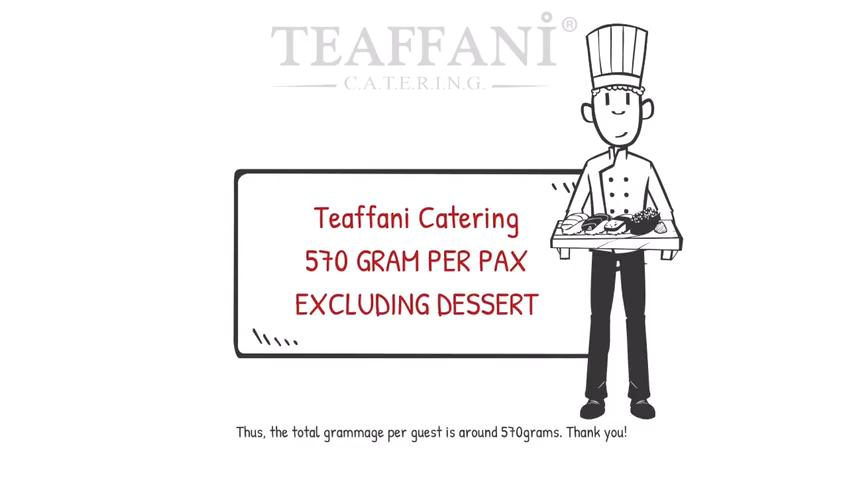 TEAFFANI®
C.A.T.E.R.I.N.G.
Teaffani Catering
570 GRAM PER PAX
EXCLUDING DESSERT
Thus, the total grammage per guest is around 570grams. Thank you!